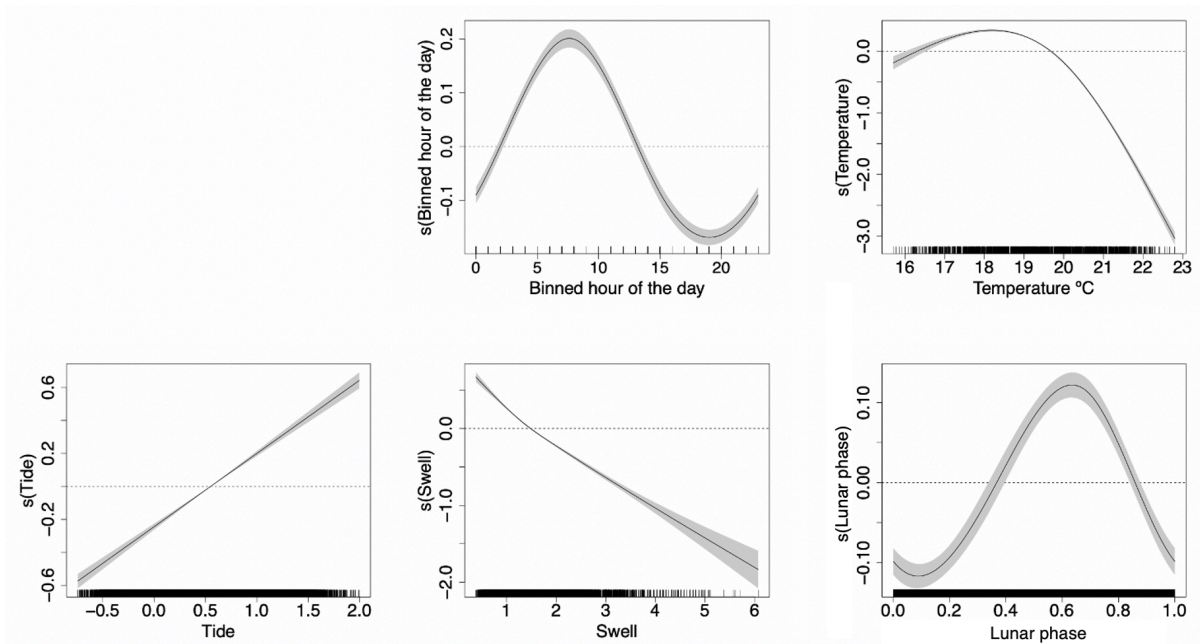 s(Binned hour of the day)
0.2
0.1
0.0
−0.1
0 5 10 15 20
Binned hour of the day
s(Temperature)
0.0
−1.0
−2.0
−3.0
16 17 18 19 20 21 22 23
Temperature ºC
s(Tide)
0.6
0.2
−0.2
−0.6
−0.5 0.0 0.5 1.0 1.5 2.0
Tide
s(Swell)
0.0
−1.0
−2.0
1 2 3 4 5 6
Swell
s(Lunar phase)
0.10
0.00
−0.10
0.0 0.2 0.4 0.6 0.8 1.0
Lunar phase